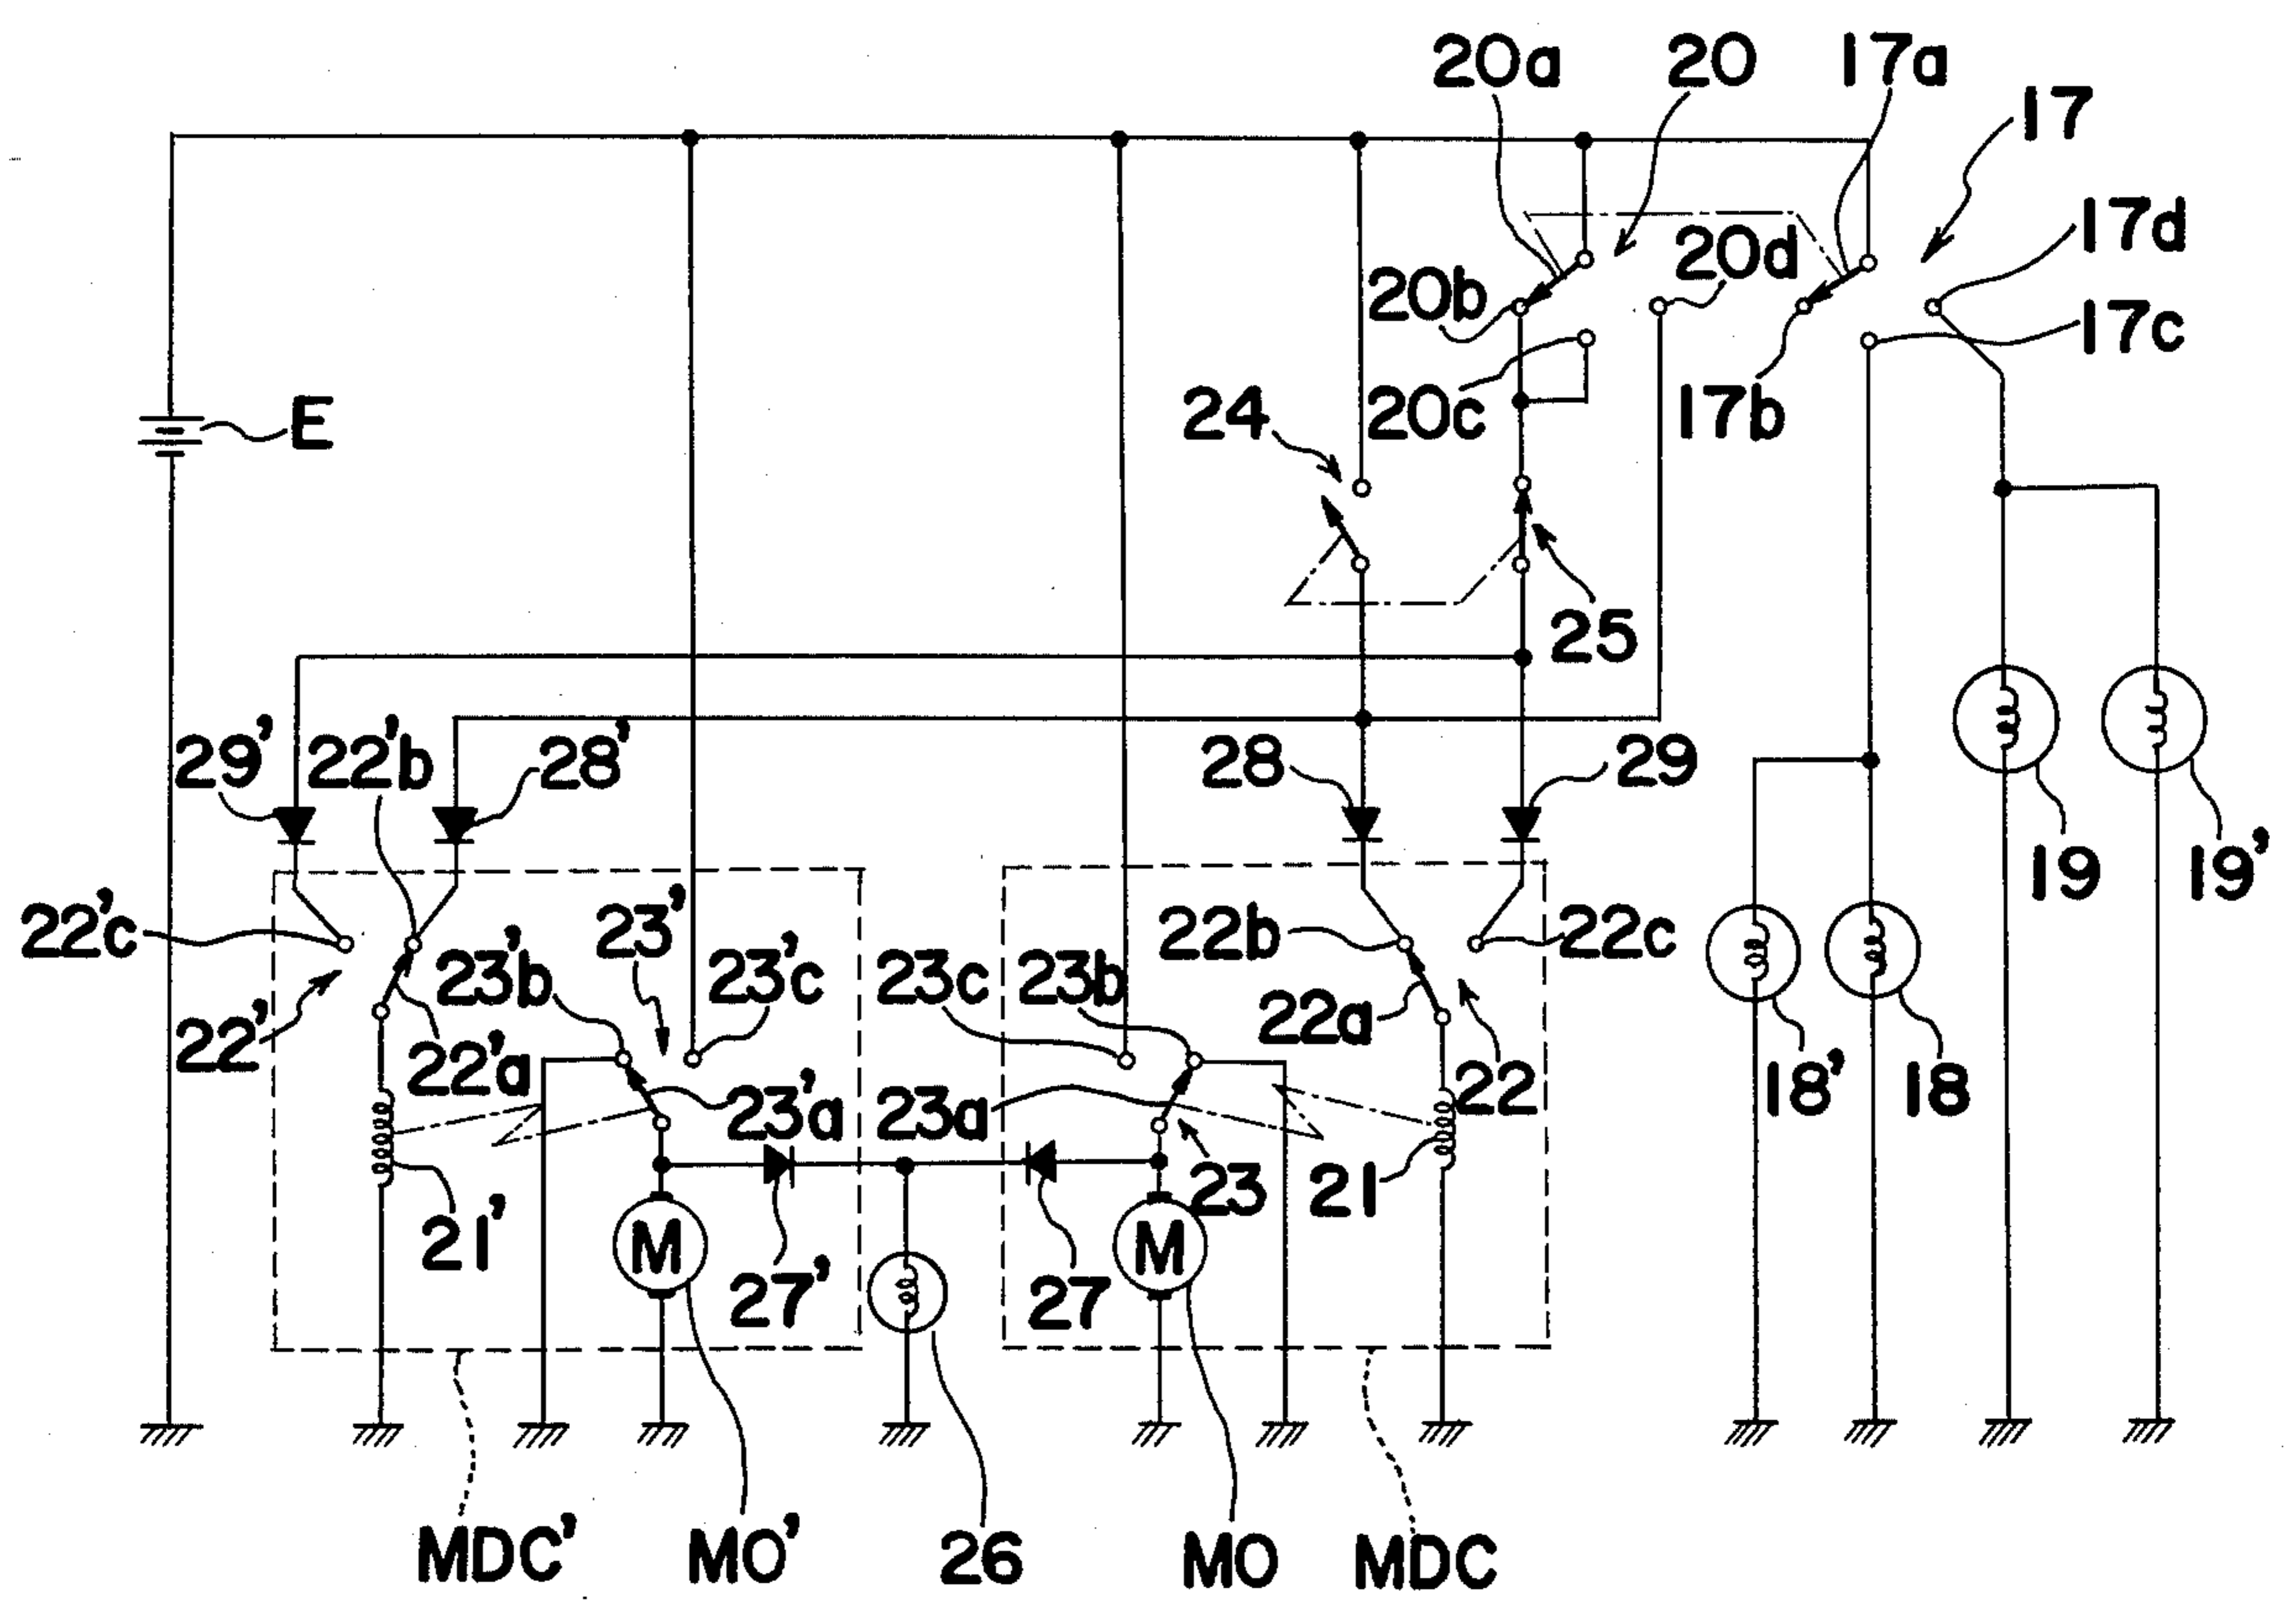 20a 20 17a
17
17d
20d
20b
17c
24 20c 17b
E
25
29' 22'b 28' 28 29
19 19'
22'c 23' 22b 22c
23'b 23'c 23c 23b
22' 22'a 22a
23'a 23a 22 18' 18
21' 23 21
M M
27' 27
MDC' MO' 26 MO MDC